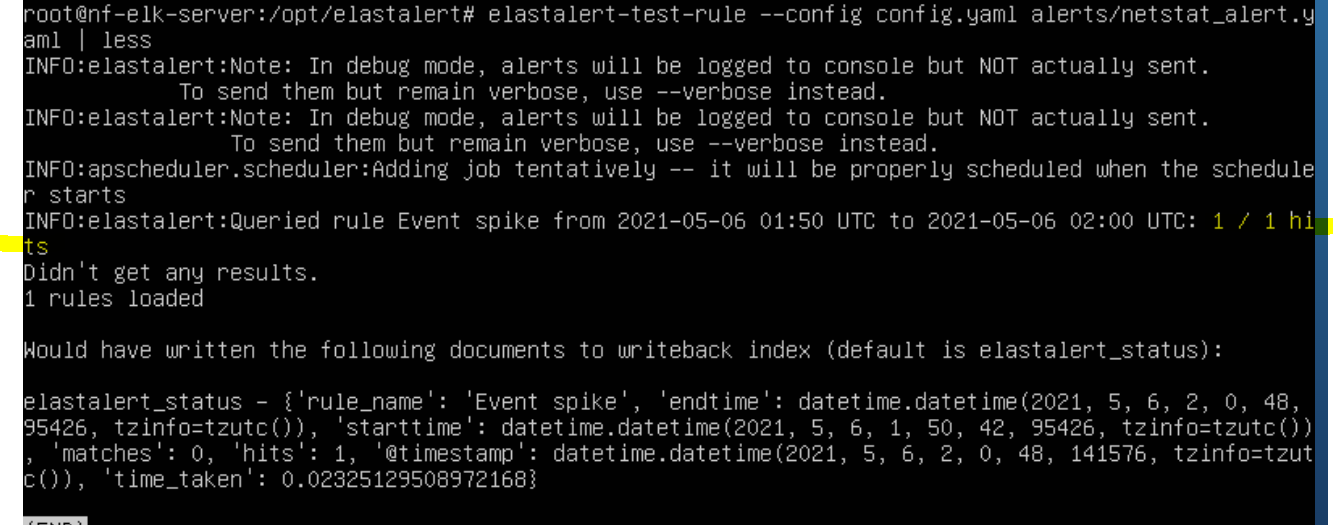 root@nf-elk-server:/opt/elastalert# elastalert-test-rule --config config.yaml alerts/netstat_alert.y
aml | less
INFO:elastalert:Note: In debug mode, alerts will be logged to console but NOT actually sent.
To send them but remain verbose, use --verbose instead.
INFO:elastalert:Note: In debug mode, alerts will be logged to console but NOT actually sent.
To send them but remain verbose, use --verbose instead.
INFO:apscheduler.scheduler:Adding job tentatively -- it will be properly scheduled when the schedule
r starts
INFO:elastalert:Queried rule Event spike from 2021-05-06 01:50 UTC to 2021-05-06 02:00 UTC: 1 / 1 hi
ts
Didn't get any results.
1 rules loaded
Would have written the following documents to writeback index (default is elastalert_status):
elastalert_status - {'rule_name': 'Event spike', 'endtime': datetime.datetime(2021, 5, 6, 2, 0, 48,
95426, tzinfo=tzutc()), 'starttime': datetime.datetime(2021, 5, 6, 1, 50, 42, 95426, tzinfo=tzutc())
, 'matches': 0, 'hits': 1, '@timestamp': datetime.datetime(2021, 5, 6, 2, 0, 48, 141576, tzinfo=tzut
c()), 'time_taken': 0.02325129508972168}
(END)